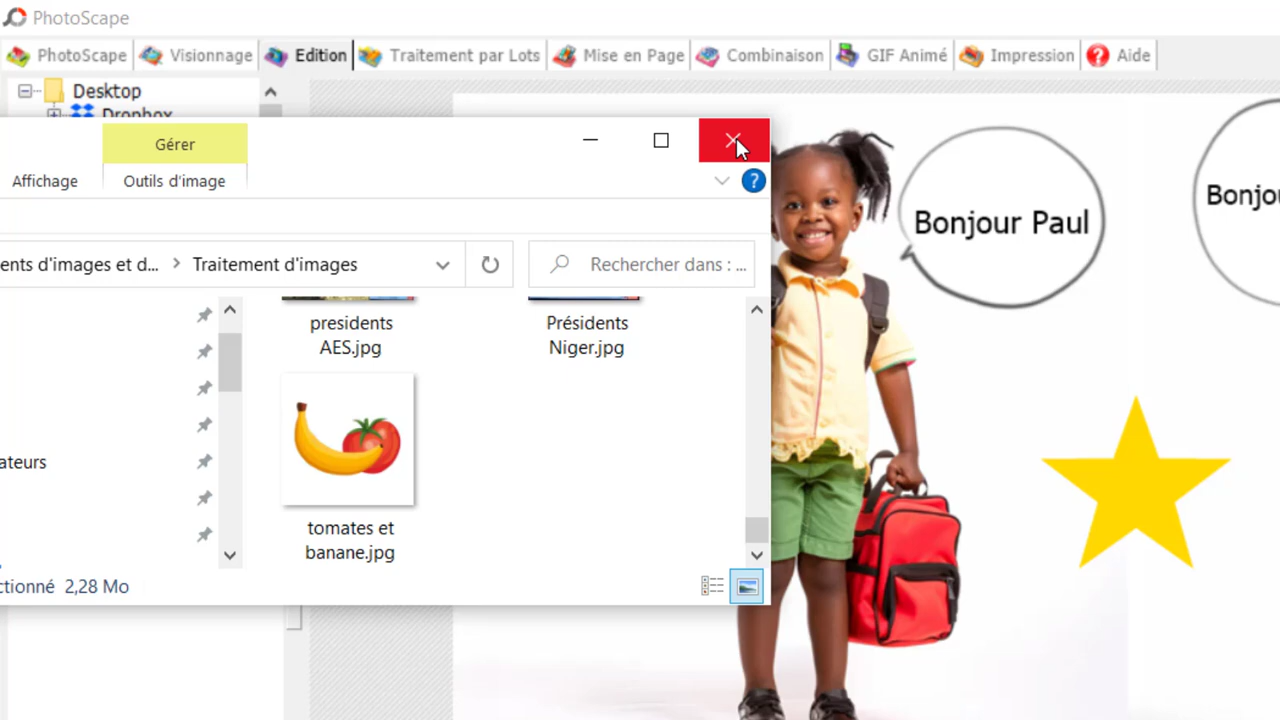 PhotoScape
PhotoScape Visionnage Edition Traitement par Lots Mise en Page Combinaison GIF Animé Impression Aide
Desktop
Dropbox
Gérer
Affichage Outils d'image
ents d'images et d... Traitement d'images Rechercher dans : ...
presidents
AES.jpg
Présidents
Niger.jpg
tomates et
banane.jpg
ateurs
ctionné 2,28 Mo
Bonjour Paul
Bonjou